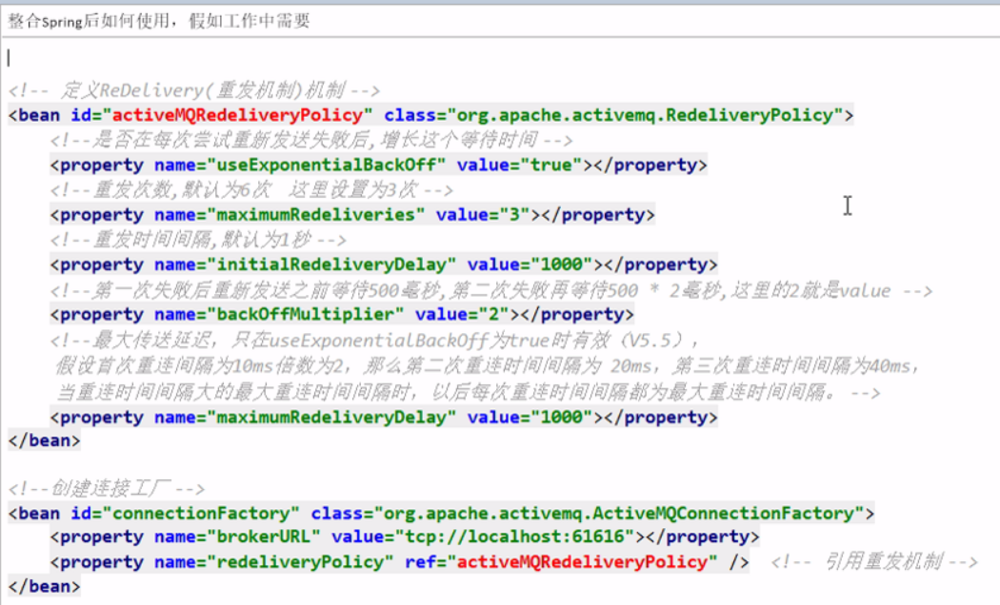 整合Spring后如何使用，假如工作中需要
<!-- 定义ReDelivery(重发机制)机制 -->
<bean id="activeMQRedeliveryPolicy" class="org.apache.activemq.RedeliveryPolicy">
<!--是否在每次尝试重新发送失败后,增长这个等待时间 -->
<property name="useExponentialBackOff" value="true"></property>
<!--重发次数,默认为6次 这里设置为3次 -->
<property name="maximumRedeliveries" value="3"></property>
<!--重发时间间隔,默认为1秒 -->
<property name="initialRedeliveryDelay" value="1000"></property>
<!--第一次失败后重新发送之前等待500毫秒,第二次失败再等待500 * 2毫秒,这里的2就是value -->
<property name="backOffMultiplier" value="2"></property>
<!--最大传送延迟，只在useExponentialBackOff为true时有效（V5.5），
假设首次重连间隔为10ms倍数为2，那么第二次重连时间间隔为 20ms，第三次重连时间间隔为40ms，
当重连时间间隔大的最大重连时间间隔时，以后每次重连时间间隔都为最大重连时间间隔。 -->
<property name="maximumRedeliveryDelay" value="1000"></property>
</bean>
<!--创建连接工厂 -->
<bean id="connectionFactory" class="org.apache.activemq.ActiveMQConnectionFactory">
<property name="brokerURL" value="tcp://localhost:61616"></property>
<property name="redeliveryPolicy" ref="activeMQRedeliveryPolicy" /> <!-- 引用重发机制 -->
</bean>